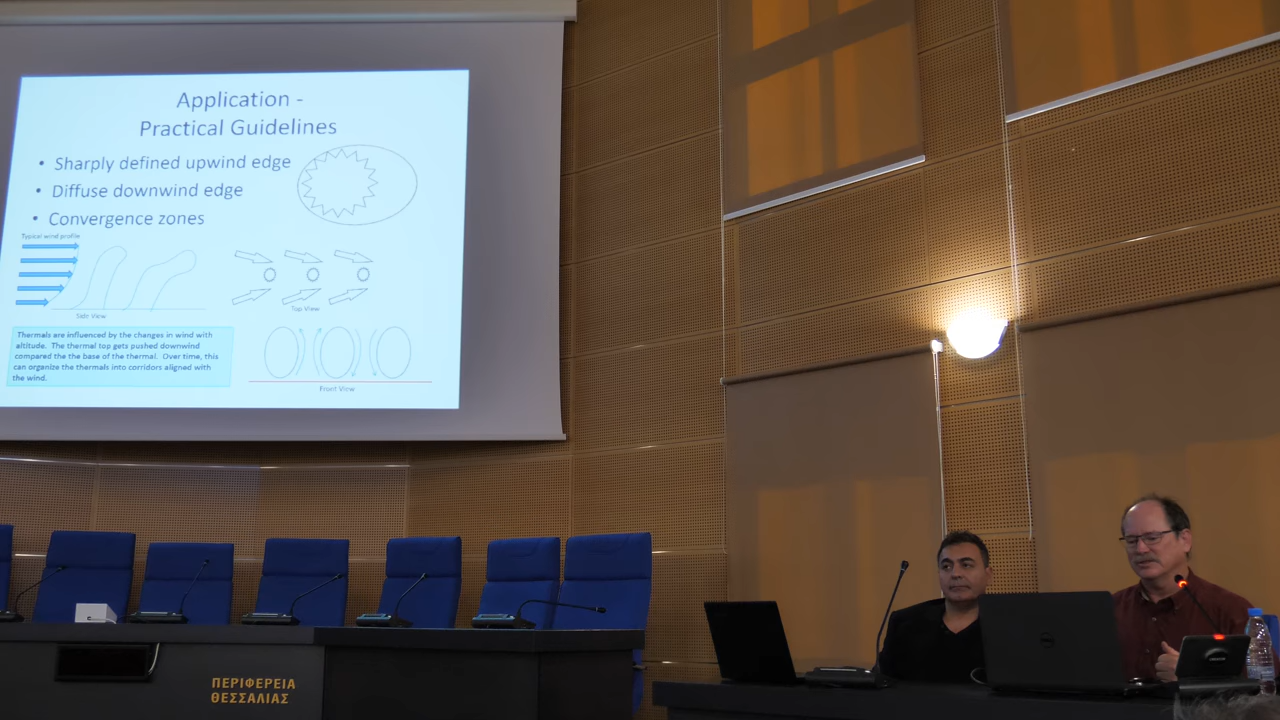 Application -
Practical Guidelines
• Sharply defined upwind edge
• Diffuse downwind edge
• Convergence zones
Typical wind profile
Side View
Top View
Thermals are influenced by the changes in wind with
altitude. The thermal top gets pushed downwind
compared the the base of the thermal. Over time, this
can organize the thermals into corridors aligned with
the wind.
Front View
ΠΕΡΙΦΕΡΕΙΑ
ΘΕΣΣΑΛΙΑΣ
DELL